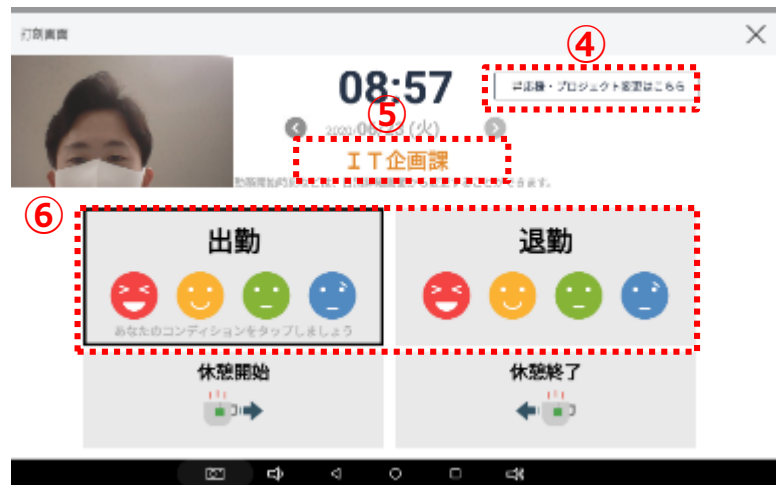 打刻画面
④
08:57
応援・プロジェクト変更はこちら
⑤
(火)
IT企画課
⑥
出勤
退勤
あなたのコンディションをタップしましょう
休憩開始
休憩終了